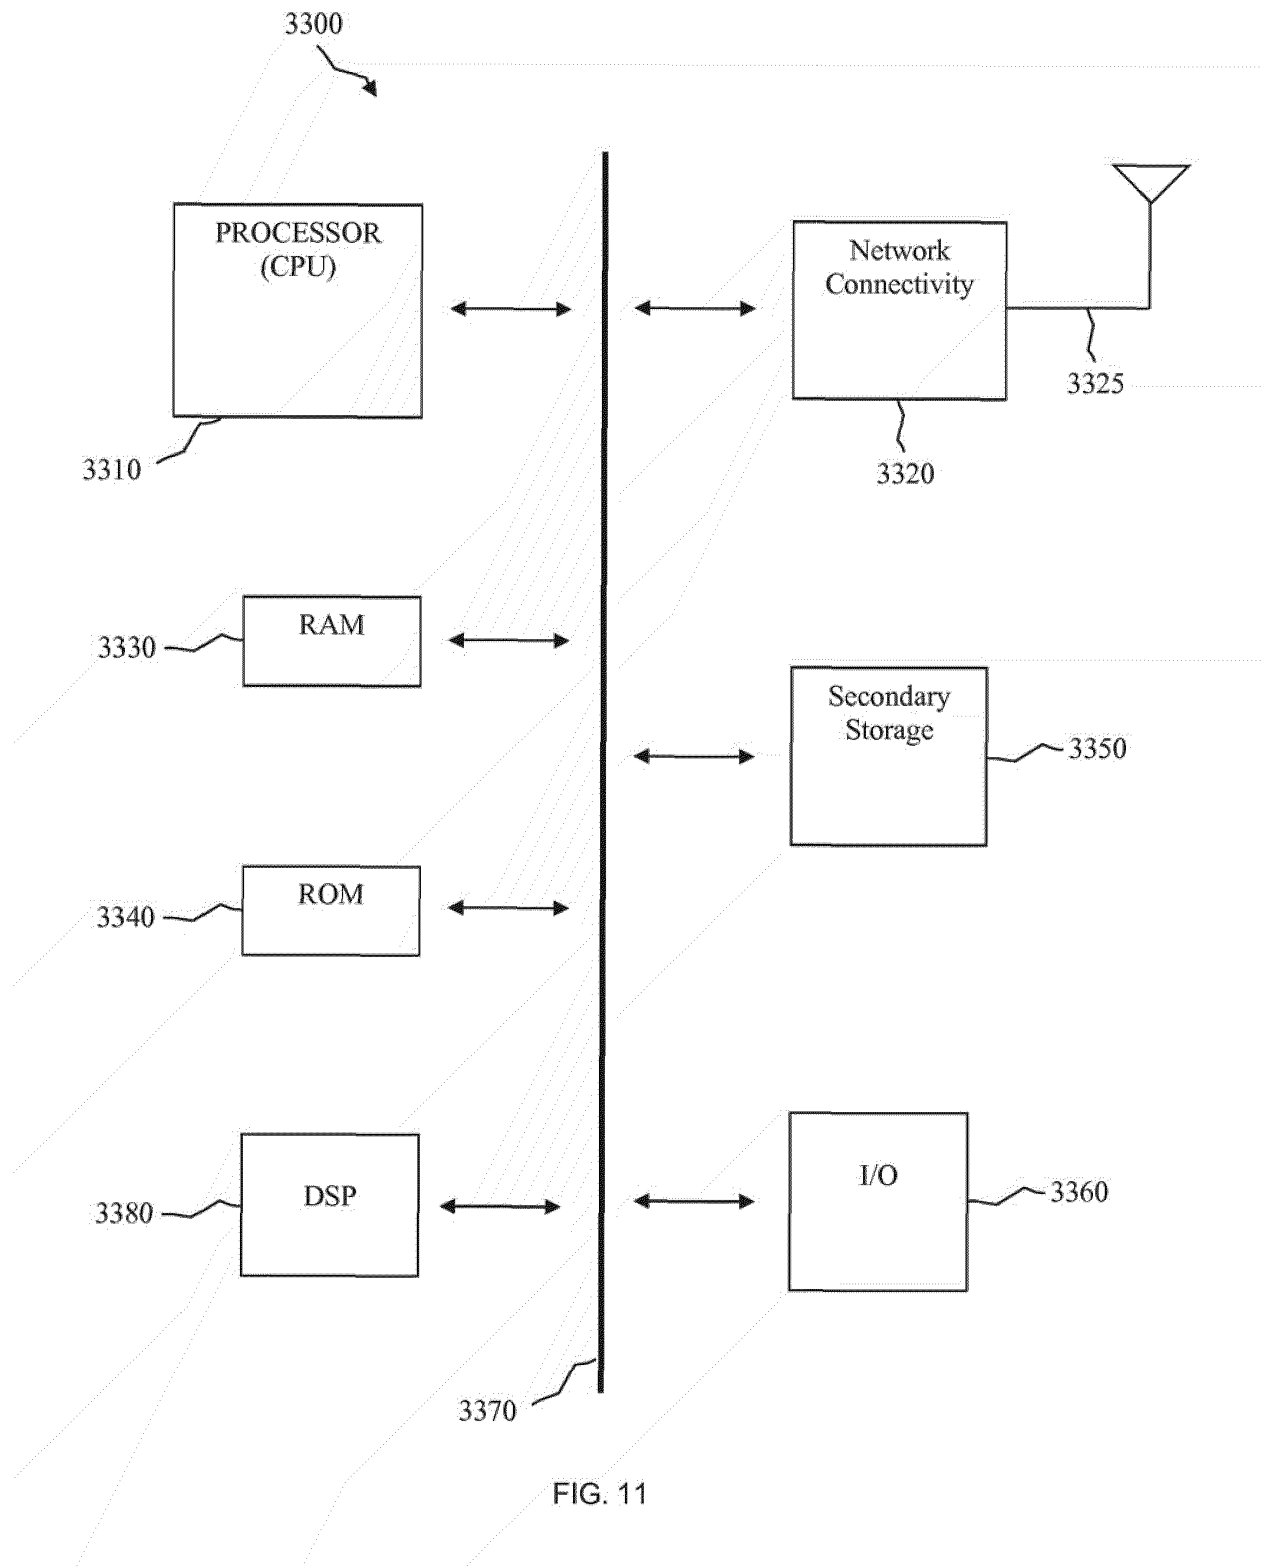 3300
PROCESSOR
(CPU)
3310
Network
Connectivity
3325
3320
RAM
3330
Secondary
Storage
3350
ROM
3340
DSP
3380
I/O
3360
3370
FIG. 11